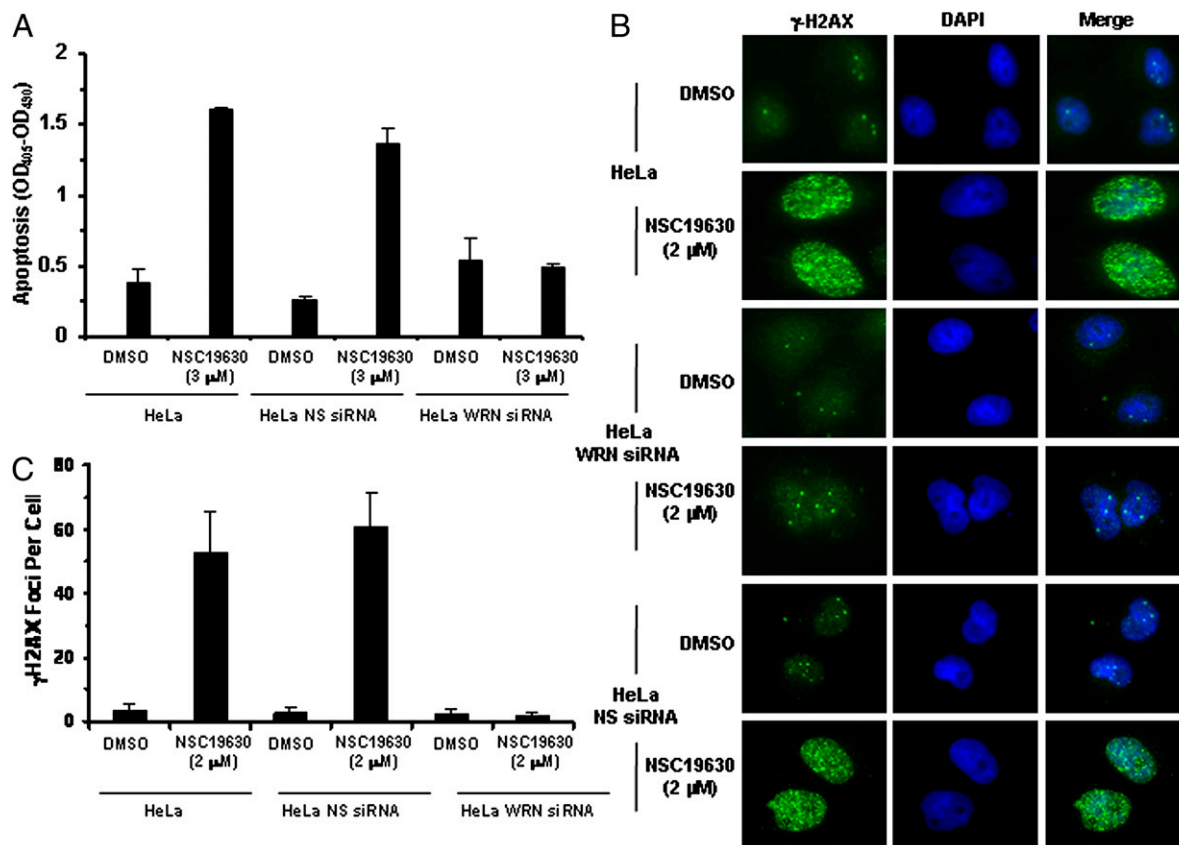 A
Apoptosis (OD405-OD490)
2
1.5
1
0.5
0
DMSO
NSC19630
(3 µM)
DMSO
NSC19630
(3 µM)
DMSO
NSC19630
(3 µM)
HeLa
HeLa NS siRNA
HeLa WRN siRNA
C
γH2AX Foci Per Cell
80
60
40
20
0
DMSO
NSC19630
(2 µM)
DMSO
NSC19630
(2 µM)
DMSO
NSC19630
(2 µM)
HeLa
HeLa NS siRNA
HeLa WRN siRNA
B
γ-H2AX
DAPI
Merge
DMSO
HeLa
NSC19630
(2 µM)
DMSO
HeLa
WRN siRNA
NSC19630
(2 µM)
DMSO
HeLa
NS siRNA
NSC19630
(2 µM)